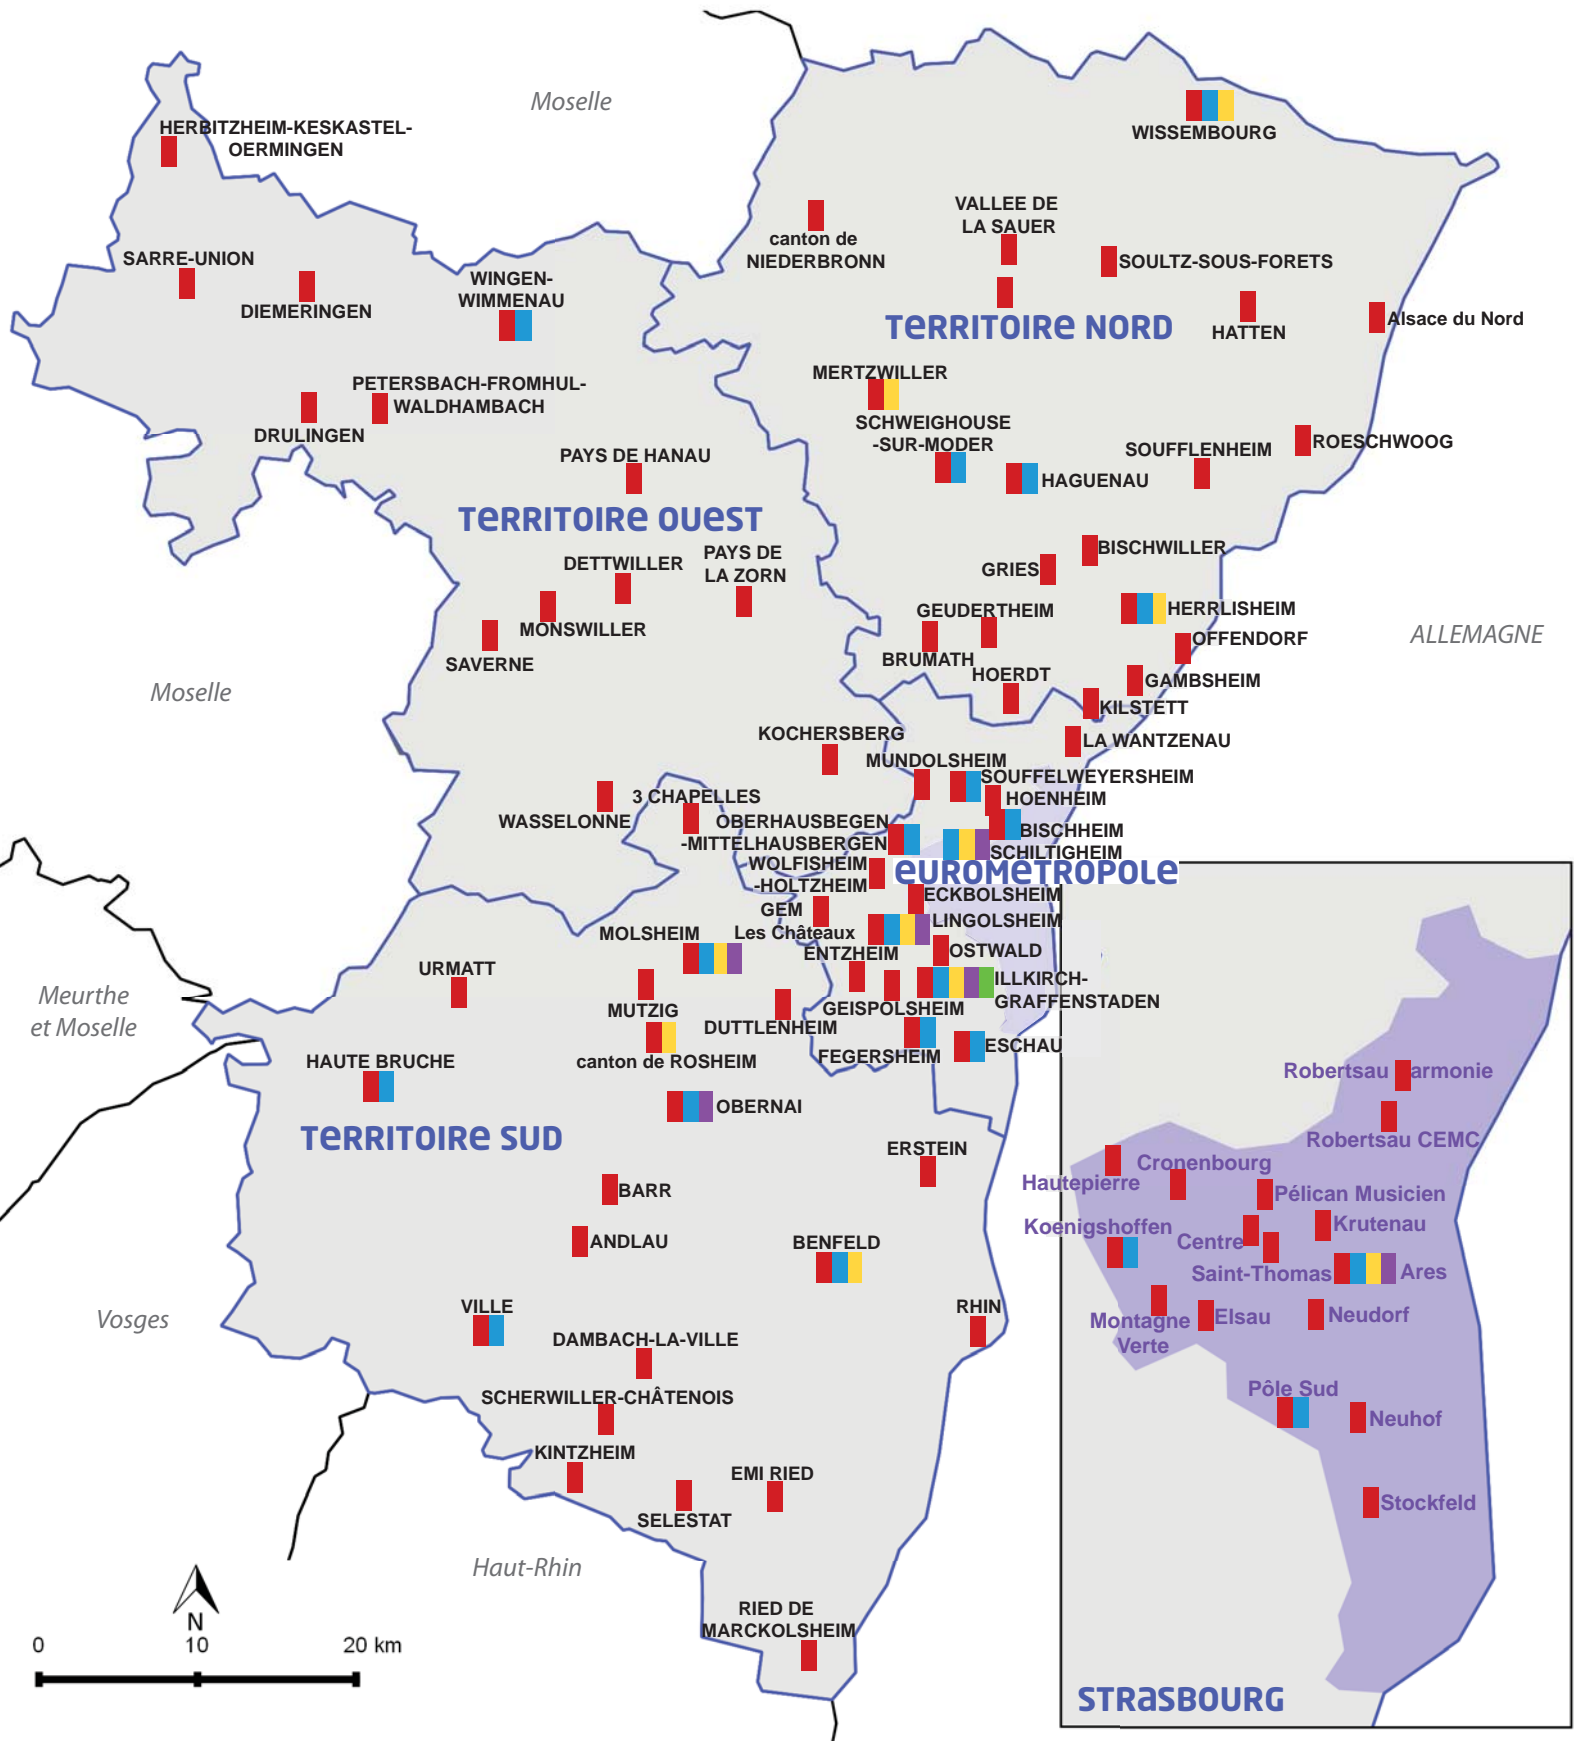 Moselle
HERBITZHEIM-KESKASTEL-
OERMINGEN
WISSEMBOURG
VALLEE DE
LA SAUER
canton de
NIEDERBRONN
SARRE-UNION
DIEMERINGEN
WINGEN-
WIMMENAU
SOULTZ-SOUS-FORETS
HATTEN
Alsace du Nord
TERRITOIRE NORD
MERTZWILLER
PETERSBACH-FROMHUL-
WALDHAMBACH
DRULINGEN
SCHWEIGHOUSE
-SUR-MODER
SOUFFLENHEIM
ROESCHWOOG
PAYS DE HANAU
HAGUENAU
TERRITOIRE OUEST
DETTWILLER
PAYS DE
LA ZORN
BISCHWILLER
GRIES
GEUDERTHEIM
HERRLISHEIM
MONSWILLER
SAVERNE
OFFENDORF
ALLEMAGNE
BRUMATH
HOERDT
GAMBSHEIM
KILSTETT
Moselle
KOCHERSBERG
LA WANTZENAU
MUNDOLSHEIM
SOUFFELWEYERSHEIM
3 CHAPELLES
HOENHEIM
WASSELONNE
OBERHAUSBEGEN
-MITTELHAUSBERGEN
BISCHHEIM
SCHILTIGHEIM
WOLFISHEIM
-HOLTZHEIM
EUROMETROPOLE
ECKBOLSHEIM
GEM
Les Châteaux
LINGOLSHEIM
MOLSHEIM
ENTZHEIM
OSTWALD
URMATT
ILLKIRCH-
GRAFFENSTADEN
Meurthe
et Moselle
MUTZIG
GEISPOLSHEIM
DUTTLENHEIM
FEGERSHEIM
ESCHAU
canton de ROSHEIM
HAUTE BRUCHE
OBERNAI
TERRITOIRE SUD
ERSTEIN
BARR
ANDLAU
BENFELD
VILLE
RHIN
Vosges
DAMBACH-LA-VILLE
SCHERWILLER-CHÂTENOIS
KINTZHEIM
EMI RIED
SELESTAT
Haut-Rhin
RIED DE
MARCKOLSHEIM
N
0 10 20 km
Robertsau armonie
Robertsau CEMC
Cronenbourg
Hautepierre
Pélican Musicien
Koenigshoffen
Krutenau
Centre
Saint-Thomas
Ares
Montagne
Verte
Elsau
Neudorf
Pôle Sud
Neuhof
Stockfeld
STRASBOURG